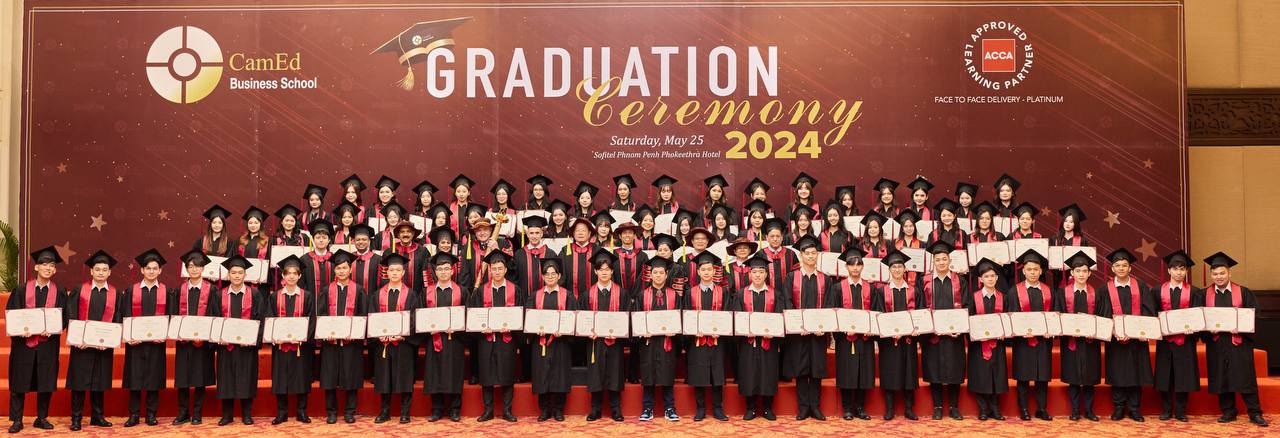 CamEd
Business School
GRADUATION
Ceremony
Saturday, May 25
Sofitel Phnom Penh Phokeethrà Hotel
2024
APPROVED
LEARNING PARTNER
ACCA
FACE TO FACE DELIVERY - PLATINUM